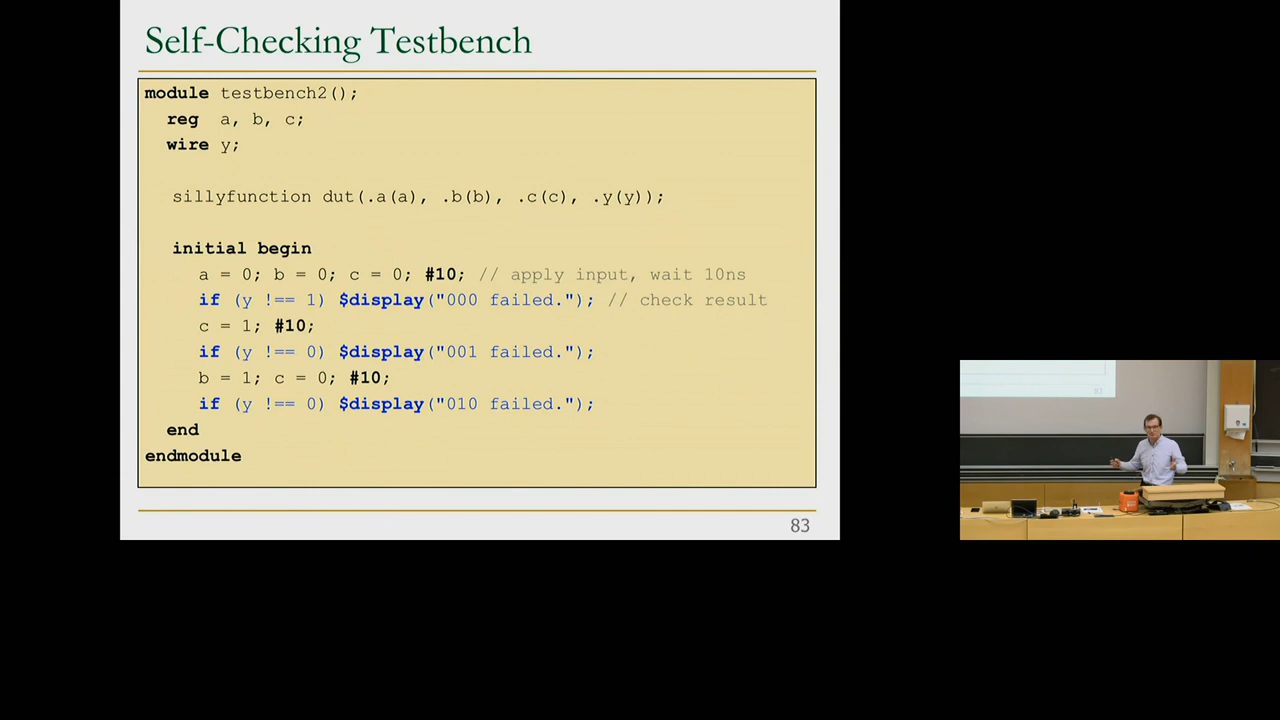 Self-Checking Testbench
module testbench2();
reg a, b, c;
wire y;
sillyfunction dut(.a(a), .b(b), .c(c), .y(y));
initial begin
a = 0; b = 0; c = 0; #10; // apply input, wait 10ns
if (y !== 1) $display("000 failed."); // check result
c = 1; #10;
if (y !== 0) $display("001 failed.");
b = 1; c = 0; #10;
if (y !== 0) $display("010 failed.");
end
endmodule
83
83